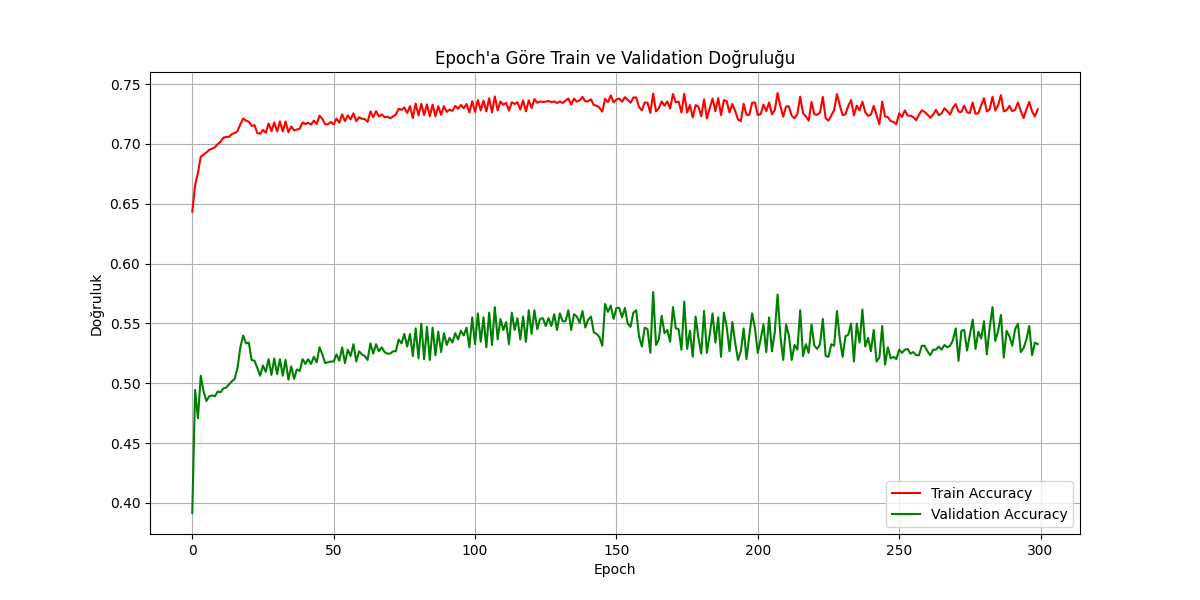 Epoch'a Göre Train ve Validation Doğruluğu
Doğruluk
0.75
0.70
0.65
0.60
0.55
0.50
0.45
0.40
Train Accuracy
Validation Accuracy
0 50 100 150 200 250 300
Epoch